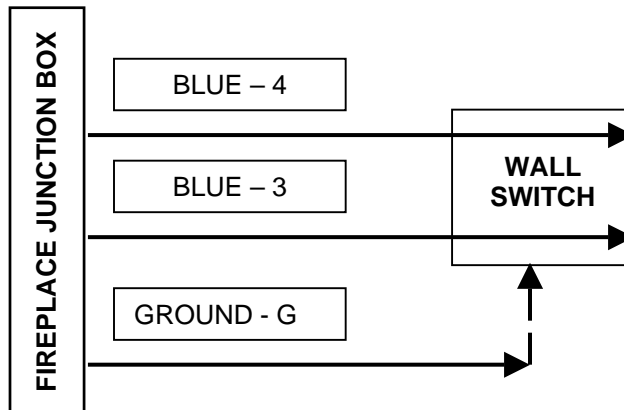 FIREPLACE JUNCTION BOX
BLUE – 4
BLUE – 3
WALL
SWITCH
GROUND - G